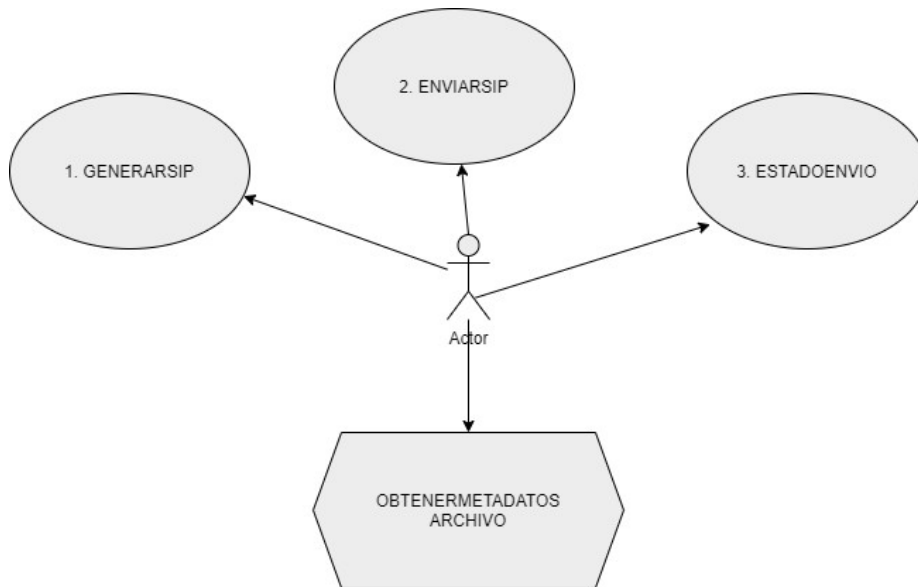 2. ENVIARSIP
1. GENERARSIP
3. ESTADOENVIO
Actor
OBTENERMETADATOS
ARCHIVO